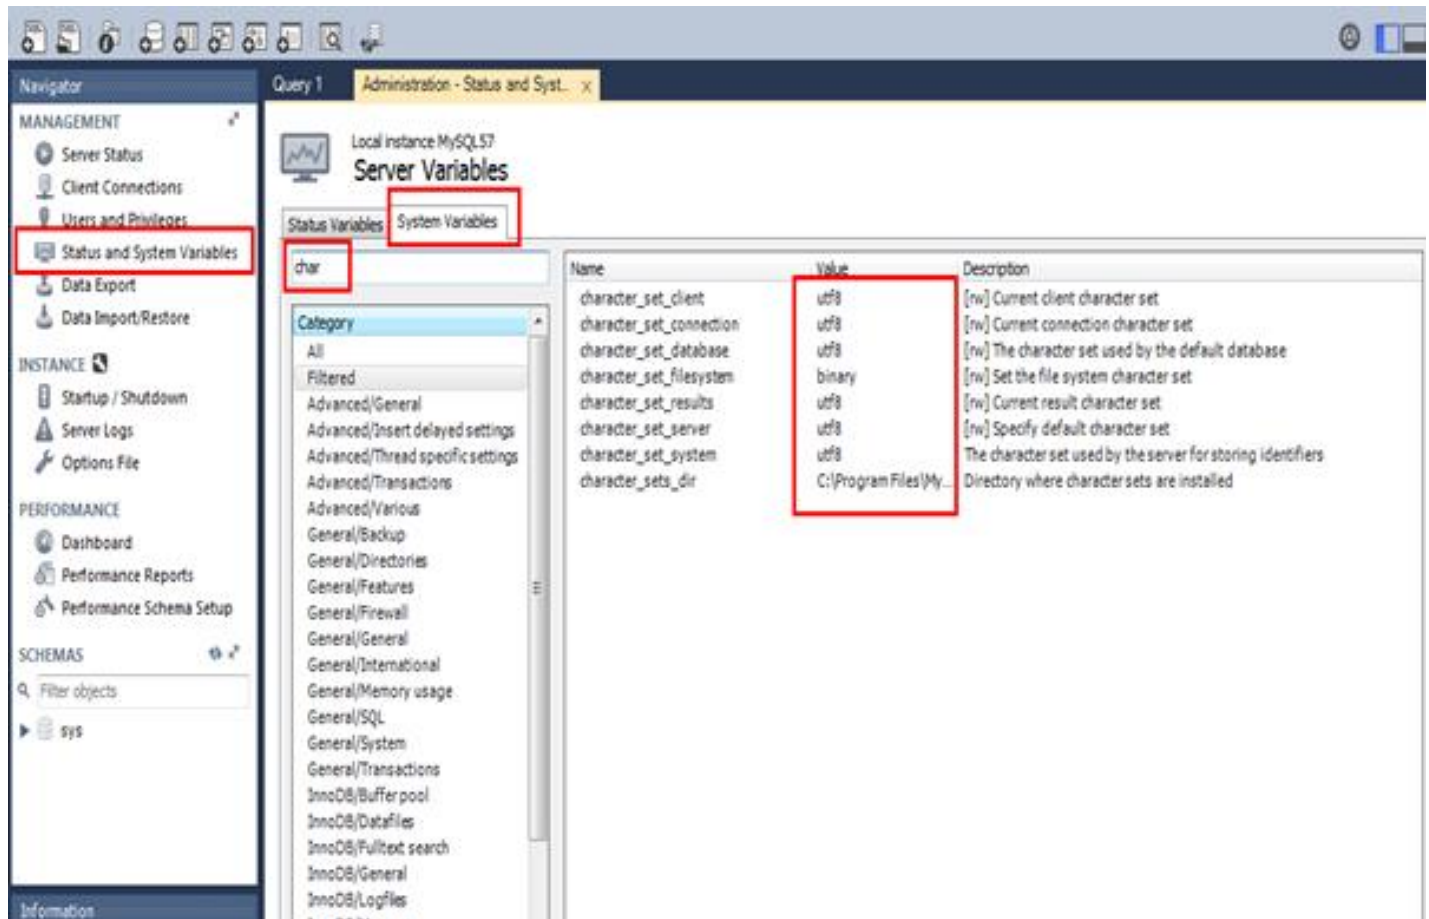 Navigator
MANAGEMENT
Server Status
Client Connections
Users and Privileges
Status and System Variables
Data Export
Data Import/Restore
INSTANCE
Startup / Shutdown
Server Logs
Options File
PERFORMANCE
Dashboard
Performance Reports
Performance Schema Setup
SCHEMAS
Filter objects
sys
Information
Query 1
Administration - Status and Syst.. x
Local instance MySQL57
Server Variables
Status Variables System Variables
char
Category
All
Filtered
Advanced/General
Advanced/Insert delayed settings
Advanced/Thread specific settings
Advanced/Transactions
Advanced/Various
General/Backup
General/Directories
General/Features
General/Firewall
General/General
General/International
General/Memory usage
General/SQL
General/System
General/Transactions
InnoDB/Buffer pool
InnoDB/Datafiles
InnoDB/Fulltext search
InnoDB/General
InnoDB/Logfiles
Name Value Description
character_set_client utf8 [rw] Current client character set
character_set_connection utf8 [rw] Current connection character set
character_set_database utf8 [rw] The character set used by the default database
character_set_filesystem binary [rw] Set the file system character set
character_set_results utf8 [rw] Current result character set
character_set_server utf8 [rw] Specify default character set
character_set_system utf8 The character set used by the server for storing identifiers
character_sets_dir C:\Program Files\My... Directory where character sets are installed